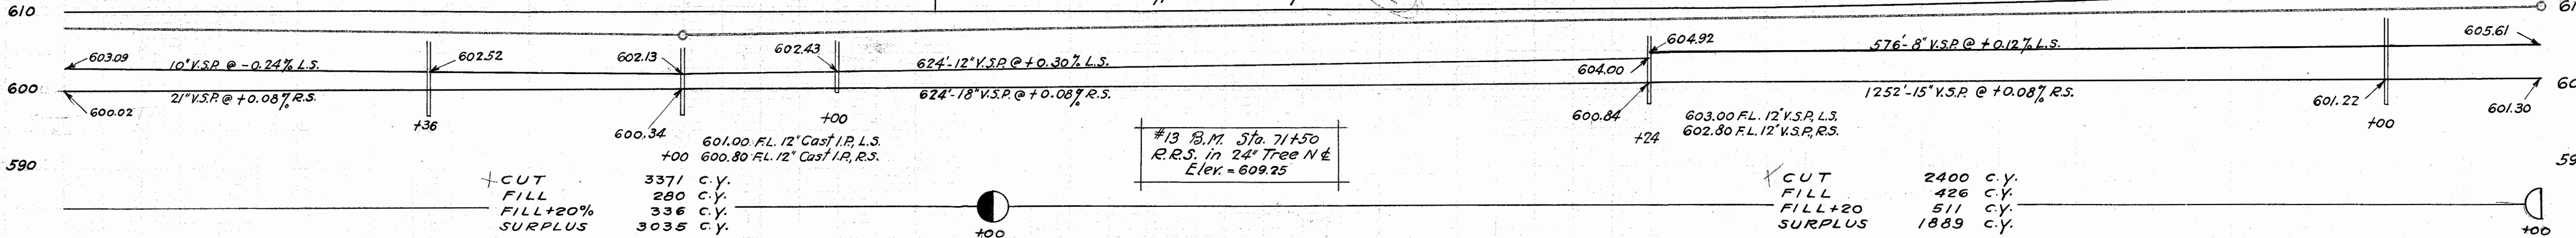 610
603.09
10" V.S.P. @ -0.24% L.S.
602.52
602.13
602.43
624'-12" V.S.P. @ +0.30% L.S.
604.92
576'-8" V.S.P. @ +0.12% L.S.
605.61
604.00
600
600.02
21" V.S.P. @ +0.08% R.S.
+36
600.34
+00
624'-18" V.S.P. @ +0.08% R.S.
600.84
+24
1252'-15" V.S.P. @ +0.08% R.S.
601.22
+00
601.30
601.00 F.L. 12" Cast I.P., L.S.
+00 600.80 F.L. 12" Cast I.P., R.S.
#13 B.M. Sta. 71+50
R.R.S. in 24" Tree N ℄
Elev. = 609.25
603.00 F.L. 12" V.S.P., L.S.
602.80 F.L. 12" V.S.P., R.S.
590
CUT 3371 C.Y.
FILL 280 C.Y.
FILL+20% 336 C.Y.
SURPLUS 3035 C.Y.
+00
CUT 2400 C.Y.
FILL 426 C.Y.
FILL+20 511 C.Y.
SURPLUS 1889 C.Y.
+00